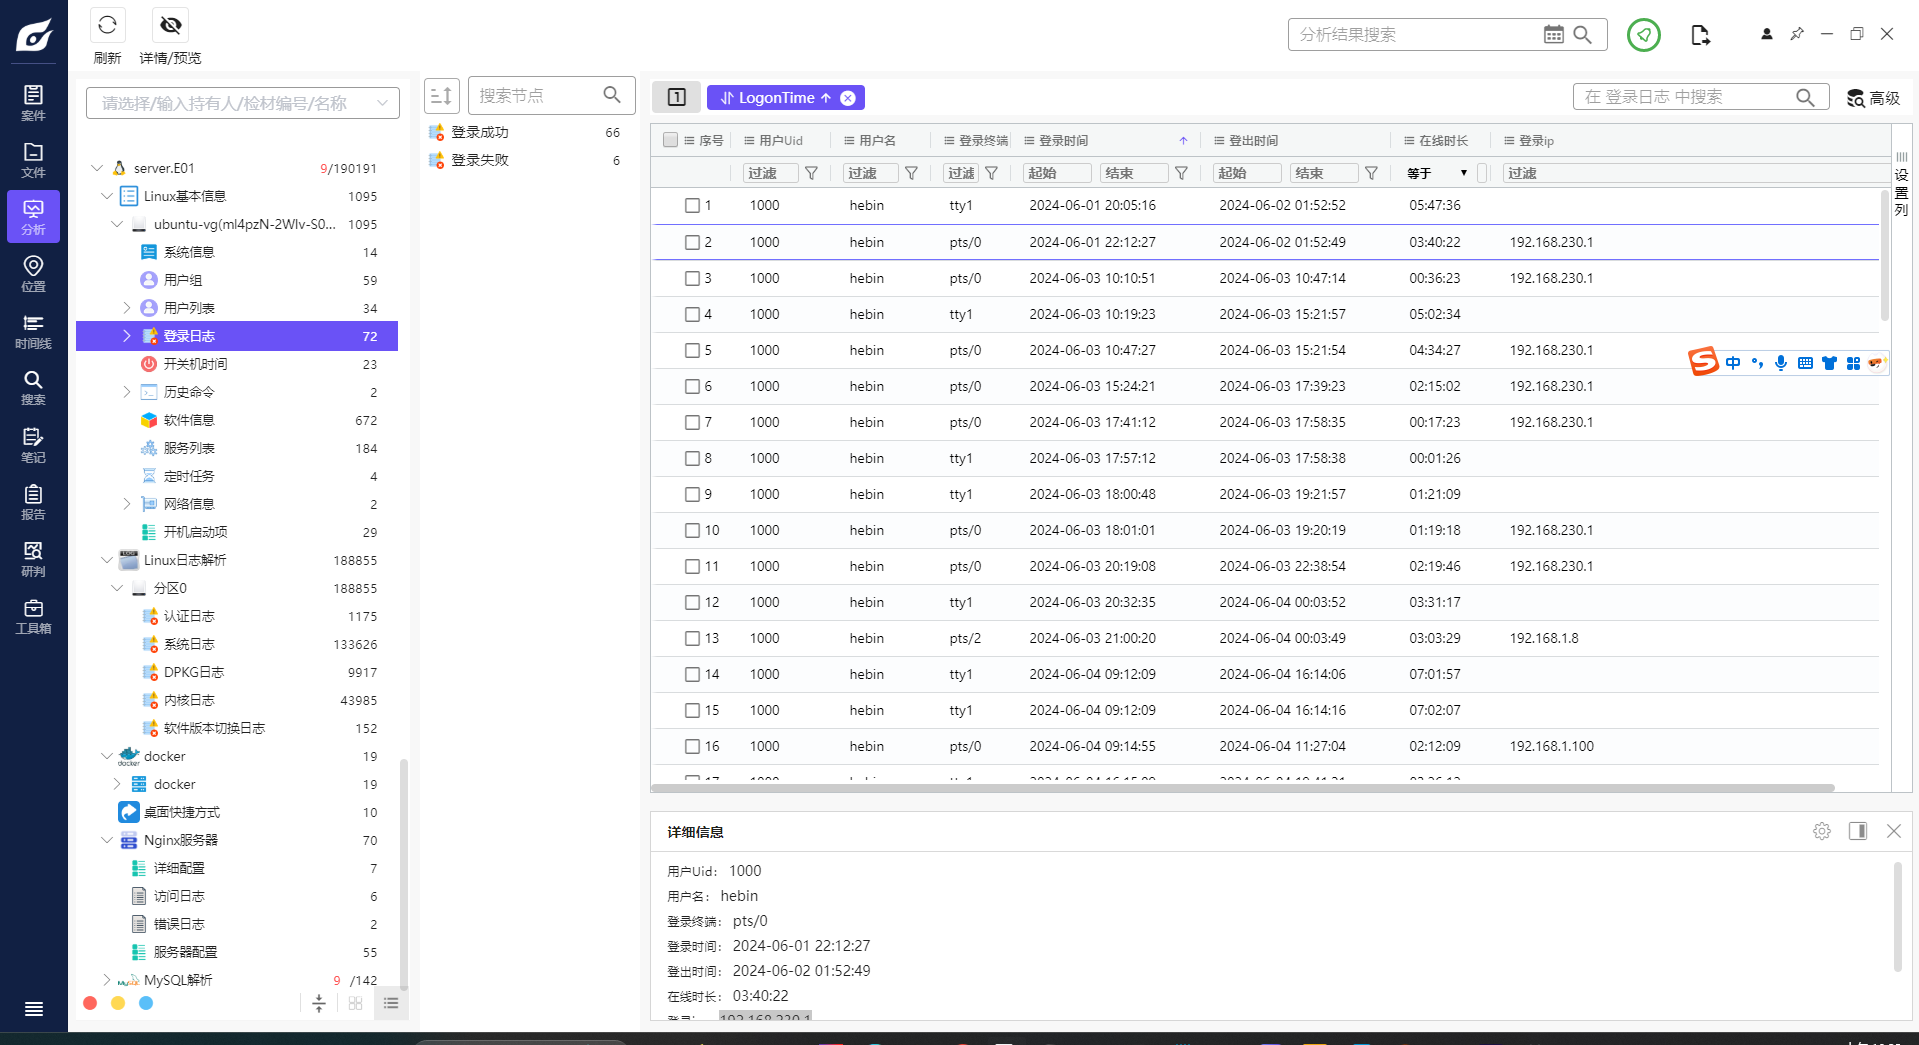 刷新
详情/预览
分析结果搜索
案件
文件
分析
位置
时间线
搜索
笔记
报告
研判
工具箱
请选择/输入持有人/检材编号/名称
server.E01 9/190191
Linux基本信息 1095
ubuntu-vg(ml4pzN-2WIv-S0... 1095
系统信息 14
用户组 59
用户列表 34
登录日志 72
开关机时间 23
历史命令 2
软件信息 672
服务列表 184
定时任务 4
网络信息 2
开机启动项 29
Linux日志解析 188855
分区0 188855
认证日志 1175
系统日志 133626
DPKG日志 9917
内核日志 43985
软件版本切换日志 152
docker 19
docker 19
桌面快捷方式 10
Nginx服务器 70
详细配置 7
访问日志 6
错误日志 2
服务器配置 55
MySQL解析 9 /142
搜索节点
登录成功 66
登录失败 6
1 LogonTime
在 登录日志 中搜索 高级
序号 用户Uid 用户名 登录终端 登录时间 登出时间 在线时长 登录ip
过滤 过滤 过滤 起始 结束 起始 结束 等于 过滤
设置列
1 1000 hebin tty1 2024-06-01 20:05:16 2024-06-02 01:52:52 05:47:36
2 1000 hebin pts/0 2024-06-01 22:12:27 2024-06-02 01:52:49 03:40:22 192.168.230.1
3 1000 hebin pts/0 2024-06-03 10:10:51 2024-06-03 10:47:14 00:36:23 192.168.230.1
4 1000 hebin tty1 2024-06-03 10:19:23 2024-06-03 15:21:57 05:02:34
5 1000 hebin pts/0 2024-06-03 10:47:27 2024-06-03 15:21:54 04:34:27 192.168.230.1
6 1000 hebin pts/0 2024-06-03 15:24:21 2024-06-03 17:39:23 02:15:02 192.168.230.1
7 1000 hebin pts/0 2024-06-03 17:41:12 2024-06-03 17:58:35 00:17:23 192.168.230.1
8 1000 hebin tty1 2024-06-03 17:57:12 2024-06-03 17:58:38 00:01:26
9 1000 hebin tty1 2024-06-03 18:00:48 2024-06-03 19:21:57 01:21:09
10 1000 hebin pts/0 2024-06-03 18:01:01 2024-06-03 19:20:19 01:19:18 192.168.230.1
11 1000 hebin pts/0 2024-06-03 20:19:08 2024-06-03 22:38:54 02:19:46 192.168.230.1
12 1000 hebin tty1 2024-06-03 20:32:35 2024-06-04 00:03:52 03:31:17
13 1000 hebin pts/2 2024-06-03 21:00:20 2024-06-04 00:03:49 03:03:29 192.168.1.8
14 1000 hebin tty1 2024-06-04 09:12:09 2024-06-04 16:14:06 07:01:57
15 1000 hebin tty1 2024-06-04 09:12:09 2024-06-04 16:14:16 07:02:07
16 1000 hebin pts/0 2024-06-04 09:14:55 2024-06-04 11:27:04 02:12:09 192.168.1.100
中
详细信息
用户Uid: 1000
用户名: hebin
登录终端: pts/0
登录时间: 2024-06-01 22:12:27
登出时间: 2024-06-02 01:52:49
在线时长: 03:40:22
192.168.230.1